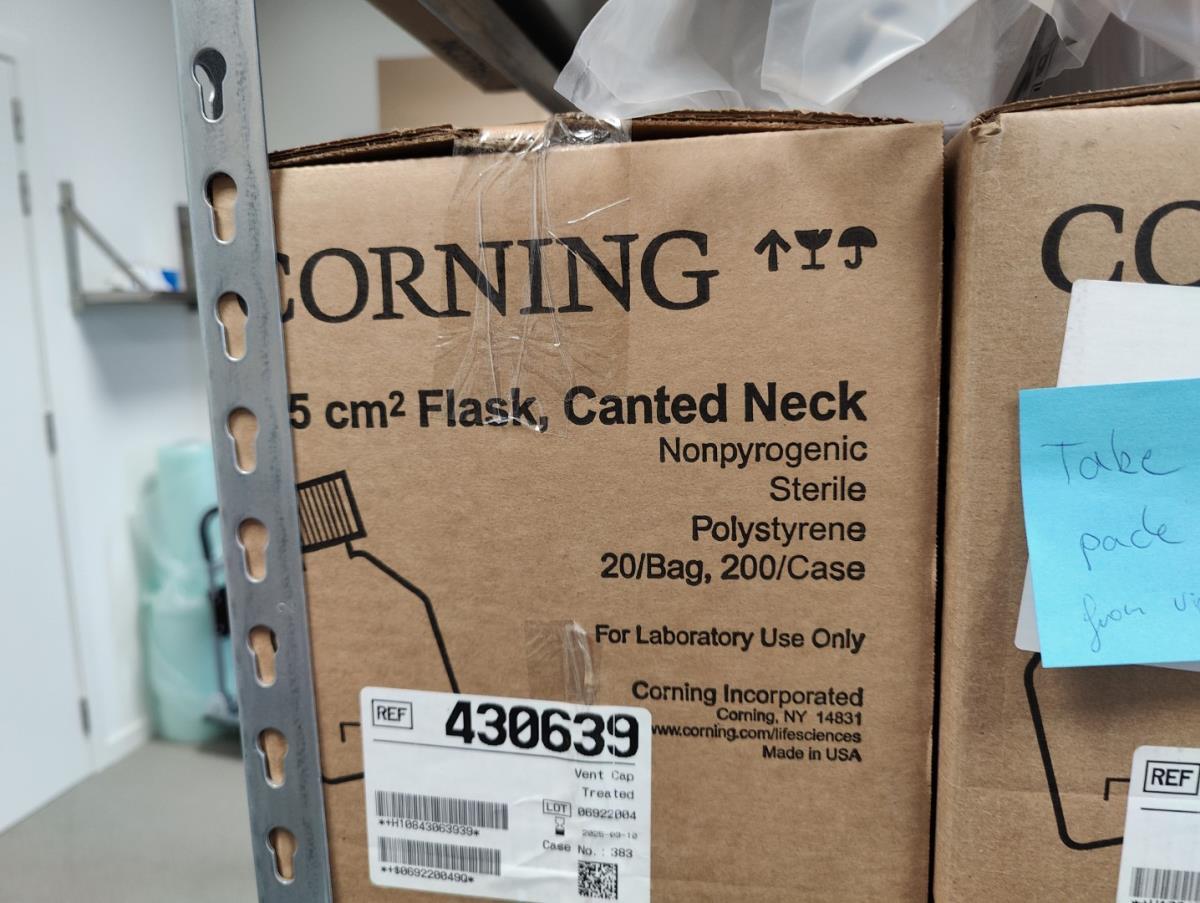 CORNING
5 cm² Flask, Canted Neck
Nonpyrogenic
Sterile
Polystyrene
20/Bag, 200/Case
For Laboratory Use Only
Corning Incorporated
Corning, NY 14831
www.corning.com/lifesciences
Made in USA
REF 430639
Vent Cap
Treated
LOT 06922004
*+H10843063939*
Case No.: 383
*+$069220049Q*
CO
Take
pack
from
REF